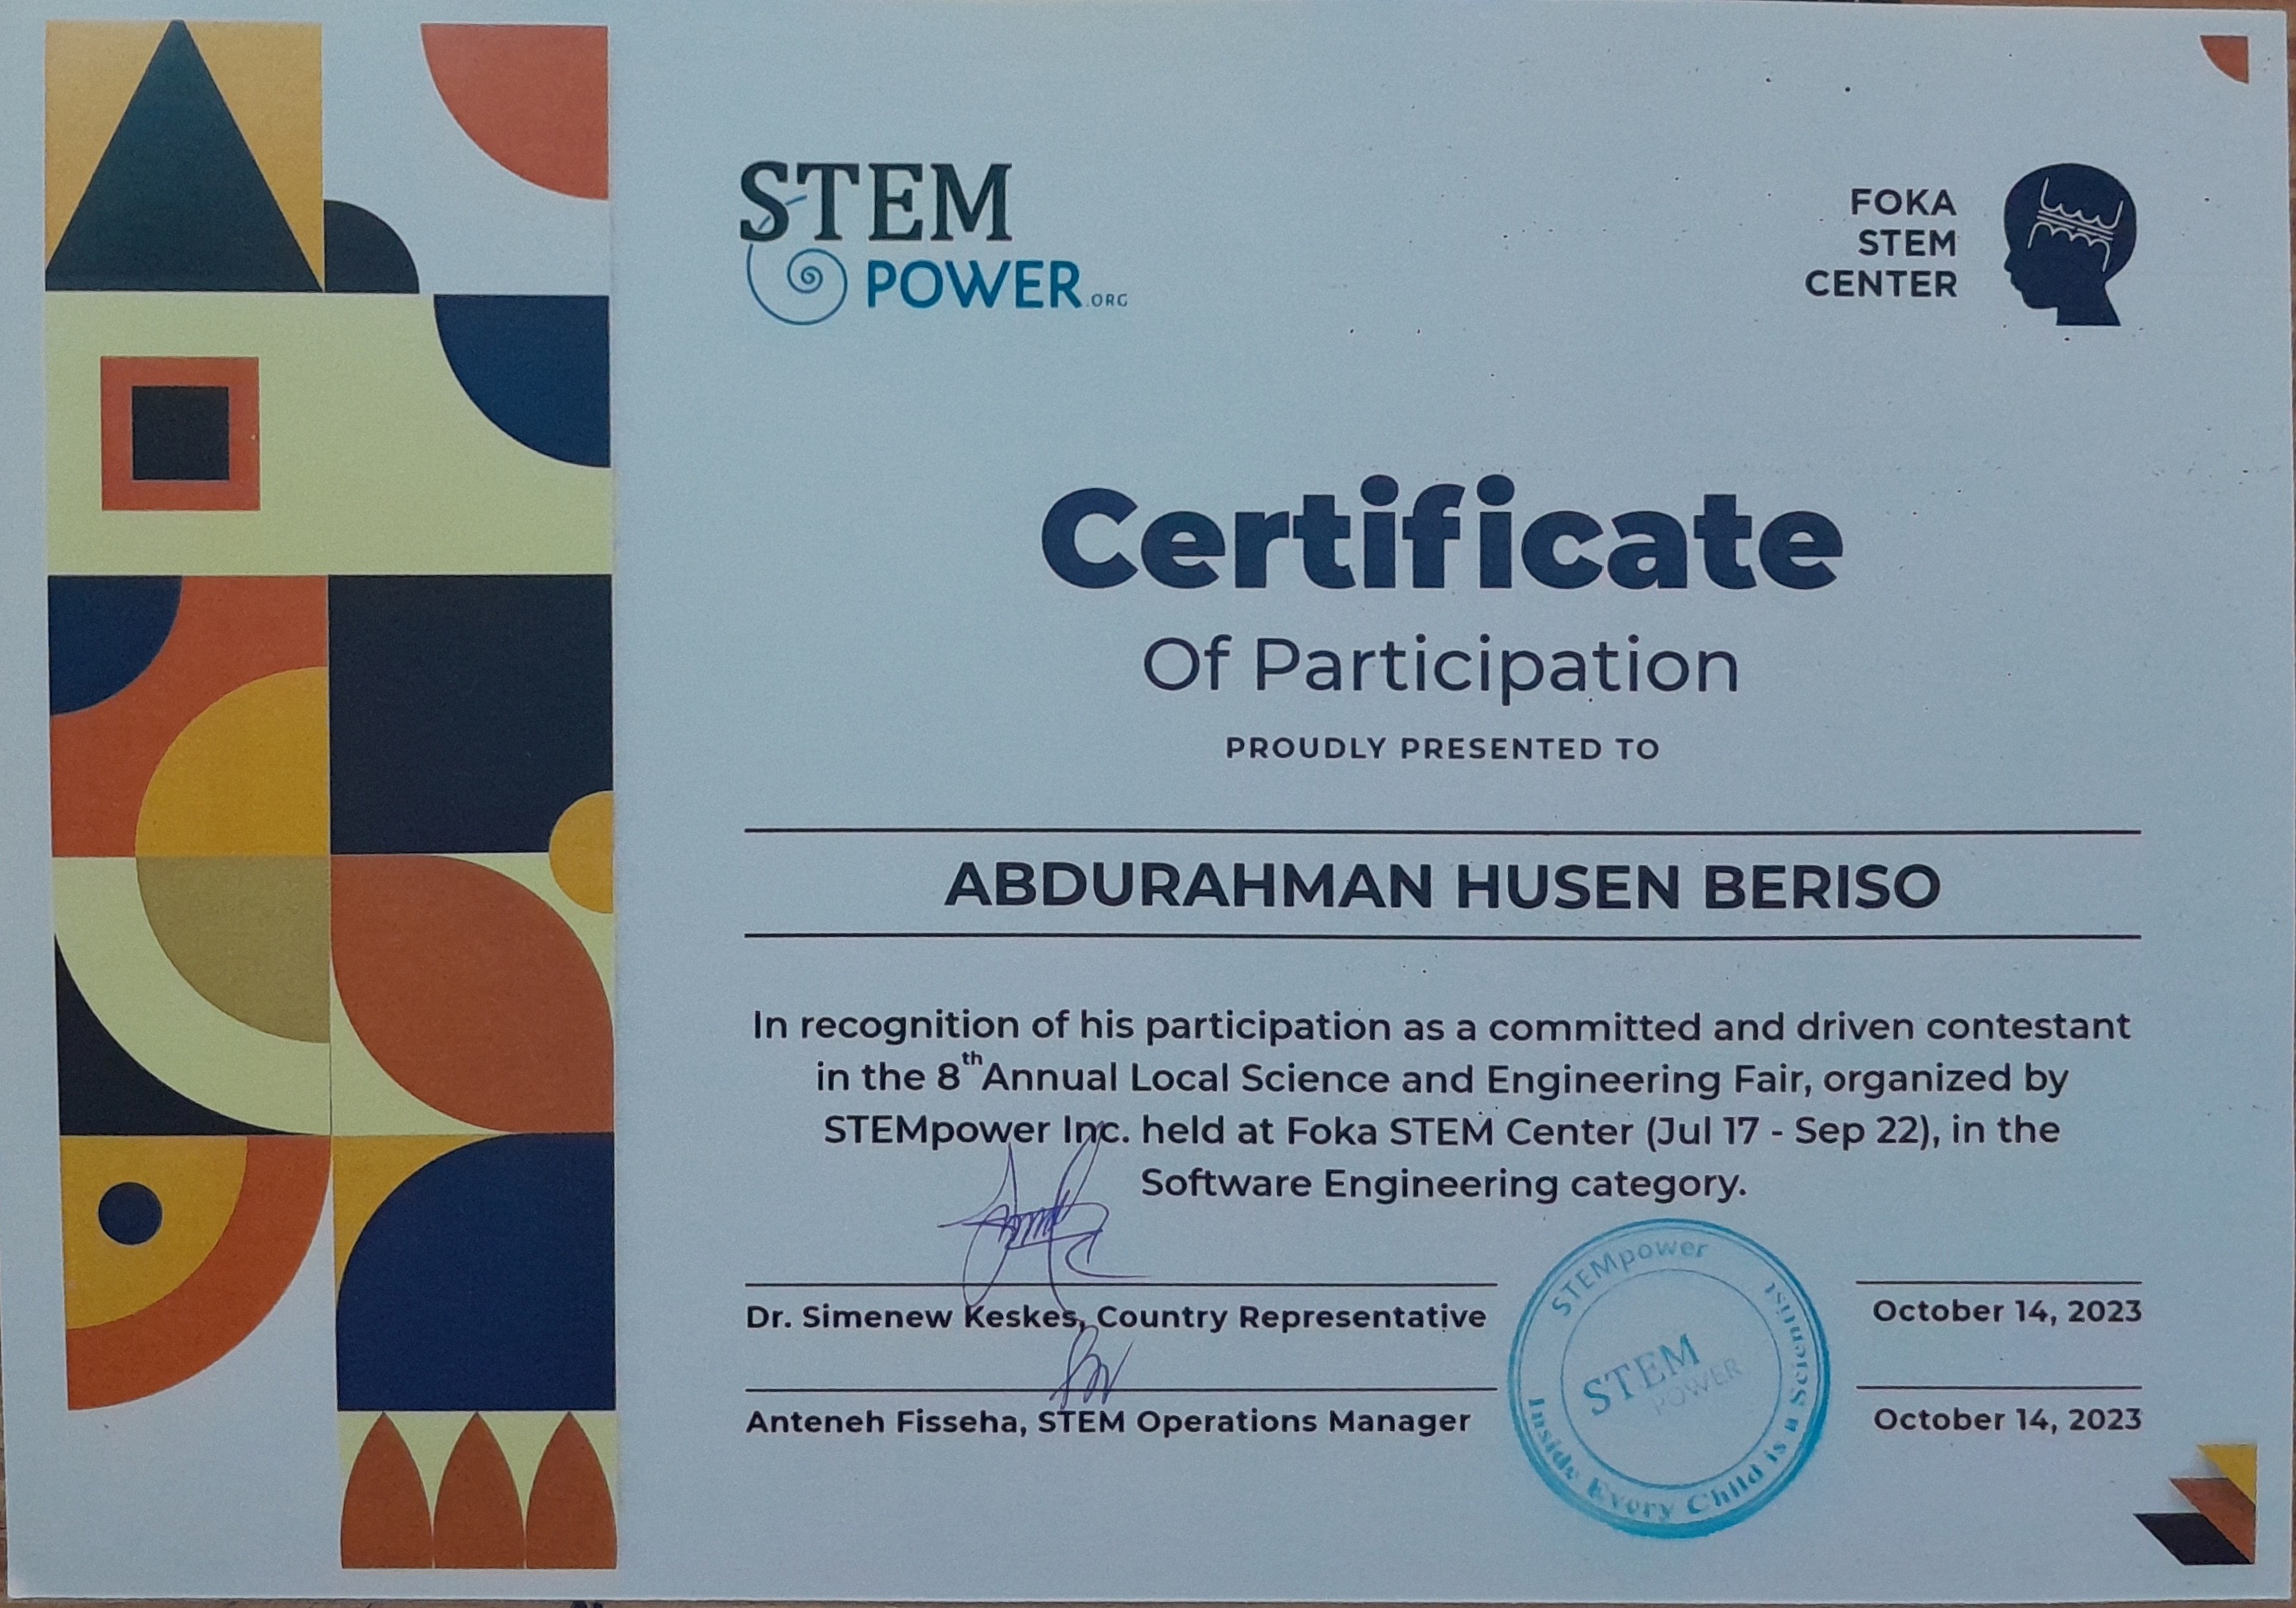 STEM
POWER.ORG
FOKA
STEM
CENTER
Certificate
Of Participation
PROUDLY PRESENTED TO
ABDURAHMAN HUSEN BERISO
In recognition of his participation as a committed and driven contestant
in the 8th Annual Local Science and Engineering Fair, organized by
STEMpower Inc. held at Foka STEM Center (Jul 17 - Sep 22), in the
Software Engineering category.
Dr. Simenew Keskes, Country Representative
October 14, 2023
Anteneh Fisseha, STEM Operations Manager
October 14, 2023
STEMpower
Inside Every Child is a Scientist
STEM
POWER